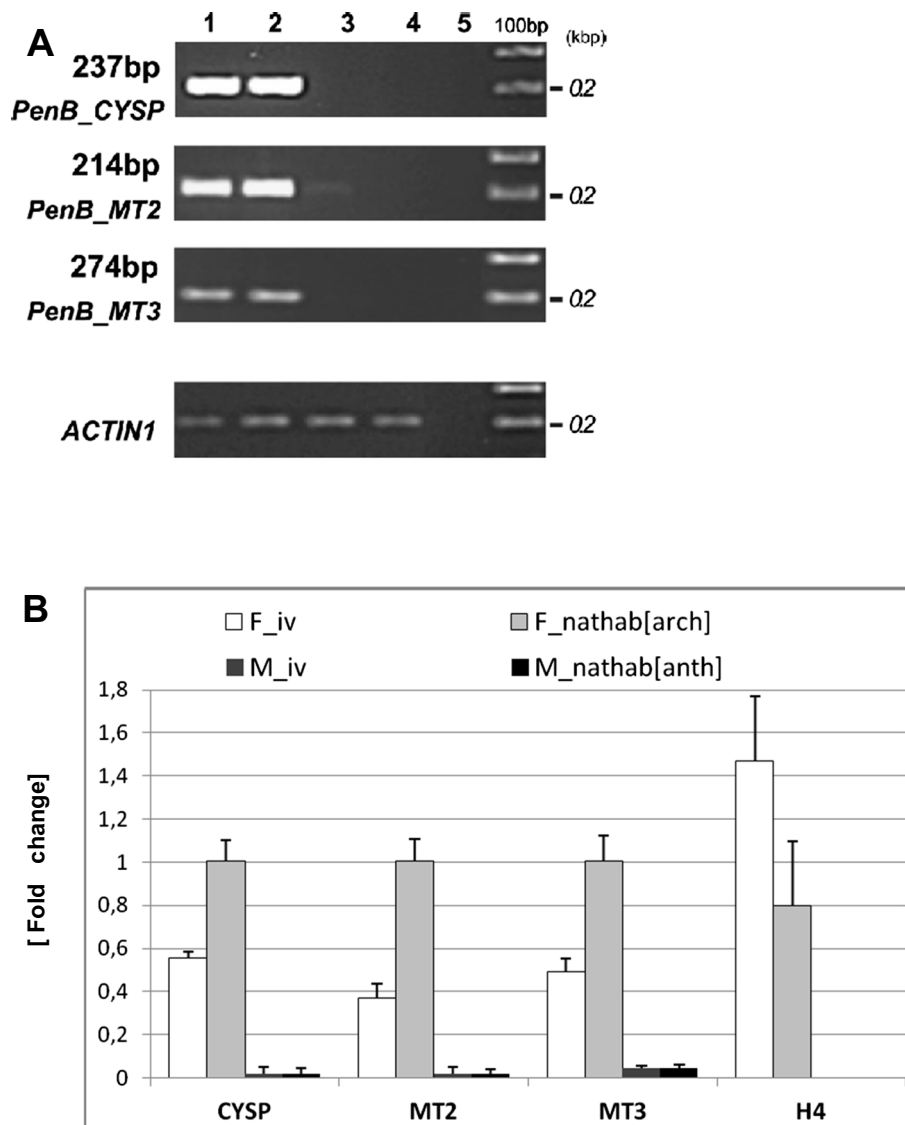 A
1 2 3 4 5 100bp (kbp)
237bp
PenB_CYSP
0.2
214bp
PenB_MT2
0.2
274bp
PenB_MT3
0.2
ACTIN1
0.2
B
F_iv F_nathab[arch]
M_iv M_nathab[anth]
[ Fold change]
1,8
1,6
1,4
1,2
1
0,8
0,6
0,4
0,2
0
CYSP MT2 MT3 H4